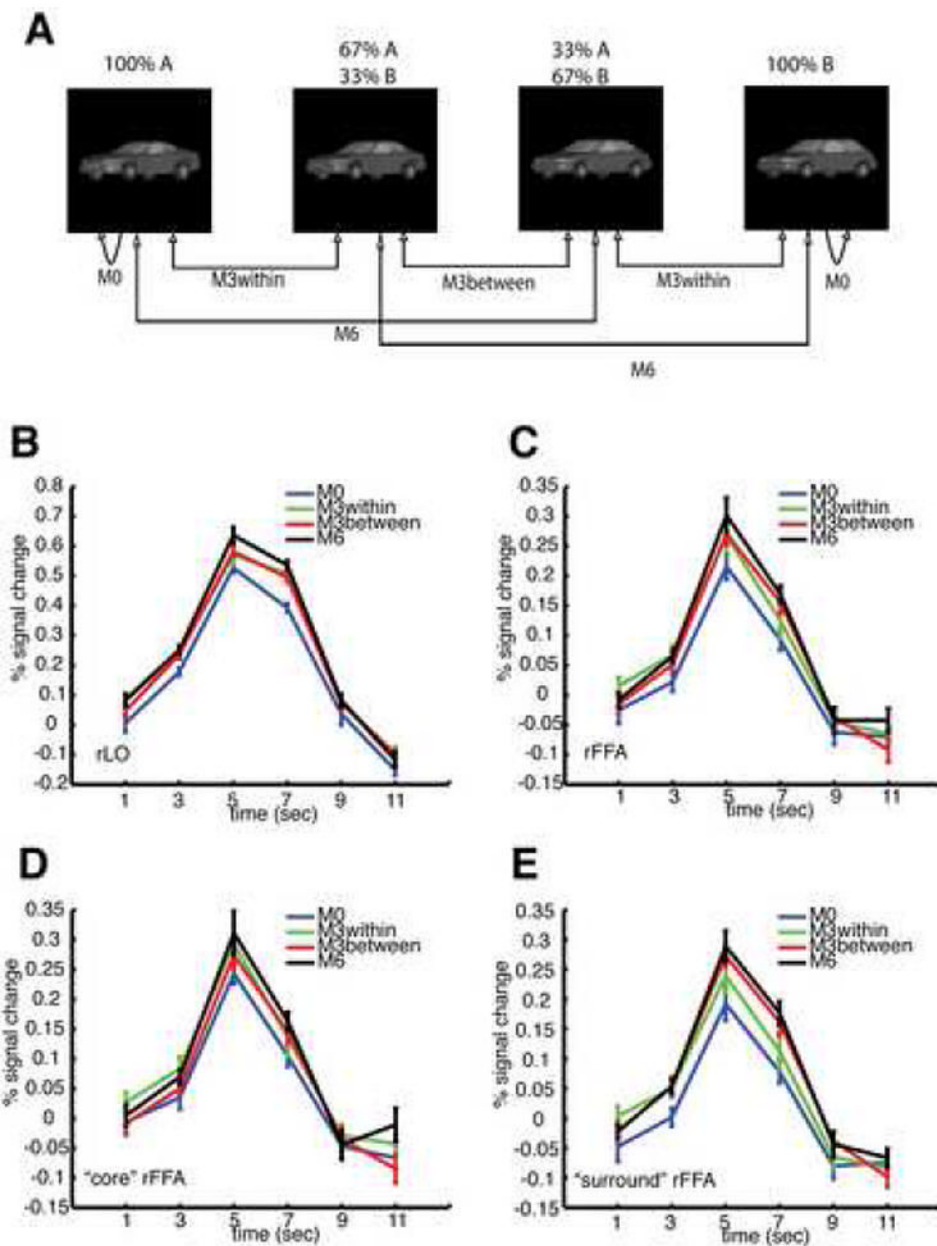 A
100% A
67% A
33% B
33% A
67% B
100% B
M0
M3within
M3between
M3within
M0
M6
M6
B
0.8
0.7
0.6
0.5
0.4
0.2
0.1
0
-0.1
-0.2
% signal change
M0
M3within
M3between
M6
rLO
1 3 5 7 9 11
time (sec)
C
0.35
0.3
0.25
0.2
0.15
0.1
0.05
0
-0.05
-0.1
-0.15
% signal change
M0
M3within
M3between
M6
rFFA
1 3 5 7 9 11
time (sec)
D
0.35
0.3
0.25
0.2
0.15
0.1
0.05
0
-0.05
-0.1
-0.15
% signal change
M0
M3within
M3between
M6
"core" rFFA
1 3 5 7 9 11
time (sec)
E
0.35
0.3
0.25
0.2
0.15
0.1
0.05
0
-0.05
-0.1
-0.15
% signal change
M0
M3within
M3between
M6
"surround" rFFA
1 3 5 7 9 11
time (sec)